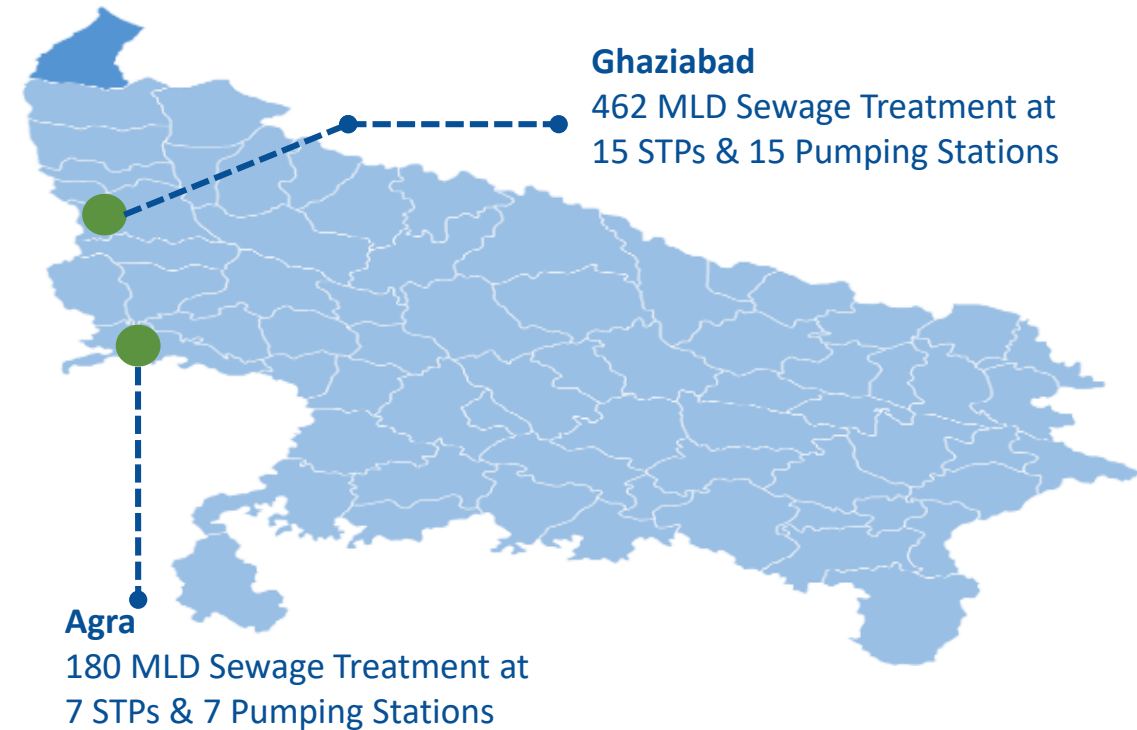 Ghaziabad
462 MLD Sewage Treatment at
15 STPs & 15 Pumping Stations
Agra
180 MLD Sewage Treatment at
7 STPs & 7 Pumping Stations